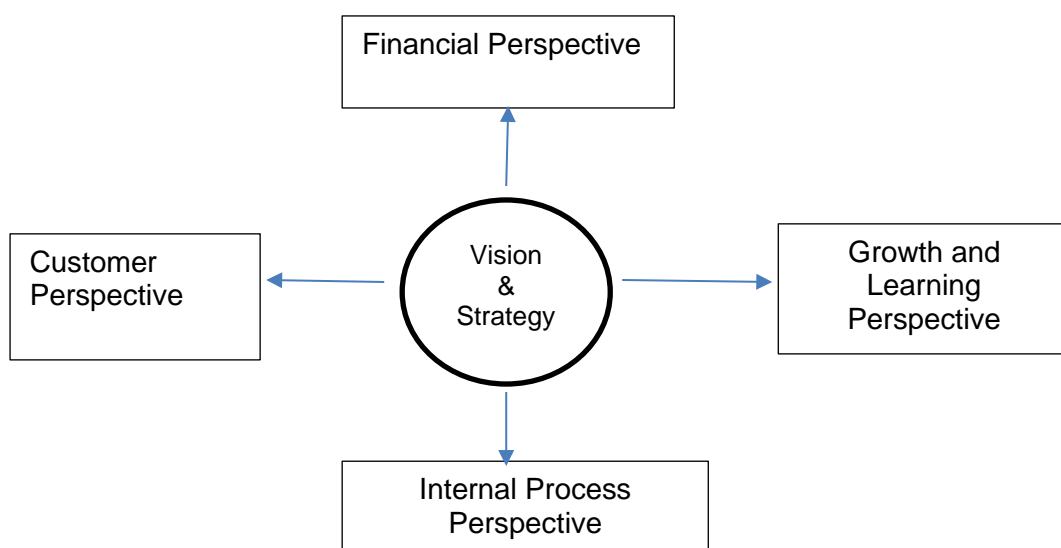 Financial Perspective
Customer
Perspective
Vision
&
Strategy
Growth and
Learning
Perspective
Internal Process
Perspective